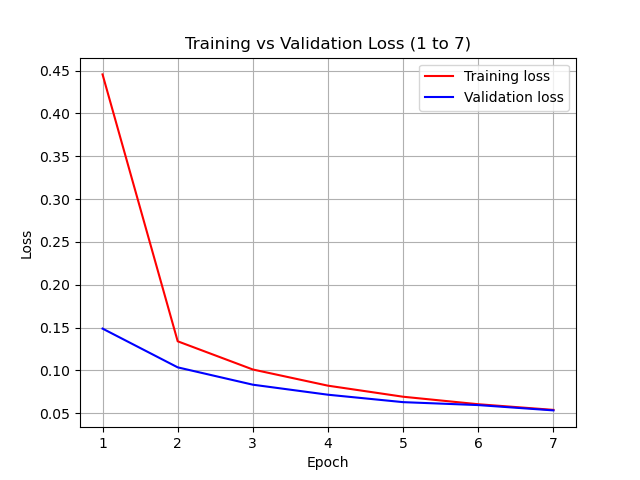 Training vs Validation Loss (1 to 7)
Training loss
Validation loss
0.45
0.40
0.35
0.30
0.25
0.20
0.15
0.10
0.05
Loss
1 2 3 4 5 6 7
Epoch